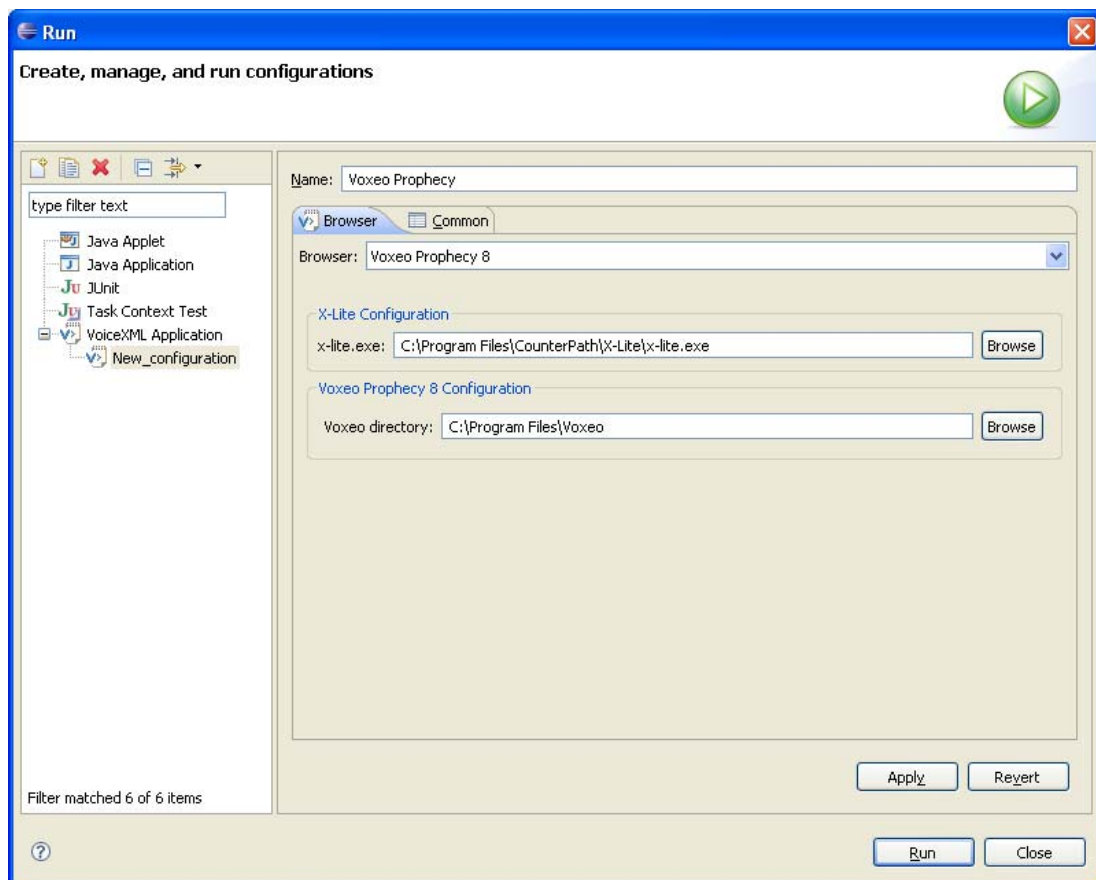 Run
Create, manage, and run configurations
type filter text
Java Applet
Java Application
JUnit
Task Context Test
VoiceXML Application
New_configuration
Filter matched 6 of 6 items
Name: Voxeo Prophecy
Browser Common
Browser: Voxeo Prophecy 8
X-Lite Configuration
x-lite.exe: C:\Program Files\CounterPath\X-Lite\x-lite.exe Browse
Voxeo Prophecy 8 Configuration
Voxeo directory: C:\Program Files\Voxeo Browse
Apply Revert
Run Close